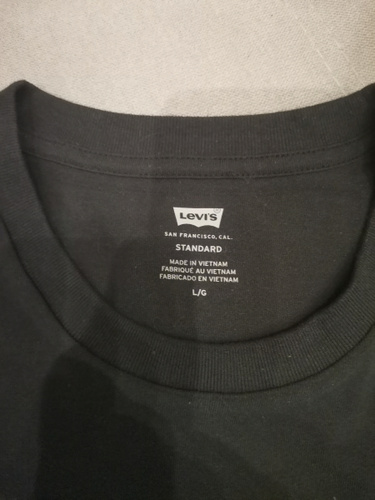 Levi's
SAN FRANCISCO, CAL.
STANDARD
MADE IN VIETNAM
FABRIQUÉ AU VIETNAM
FABRICADO EN VIETNAM
L/G